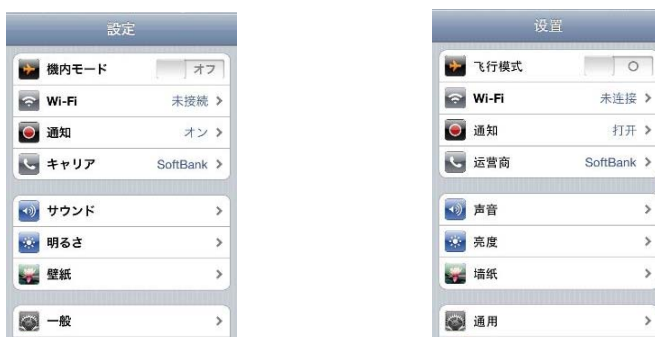 設定
機内モード オフ
Wi-Fi 未接続
通知 オン
キャリア SoftBank
サウンド
明るさ
壁紙
一般
设置
飞行模式
Wi-Fi 未连接
通知 打开
运营商 SoftBank
声音
亮度
墙纸
通用